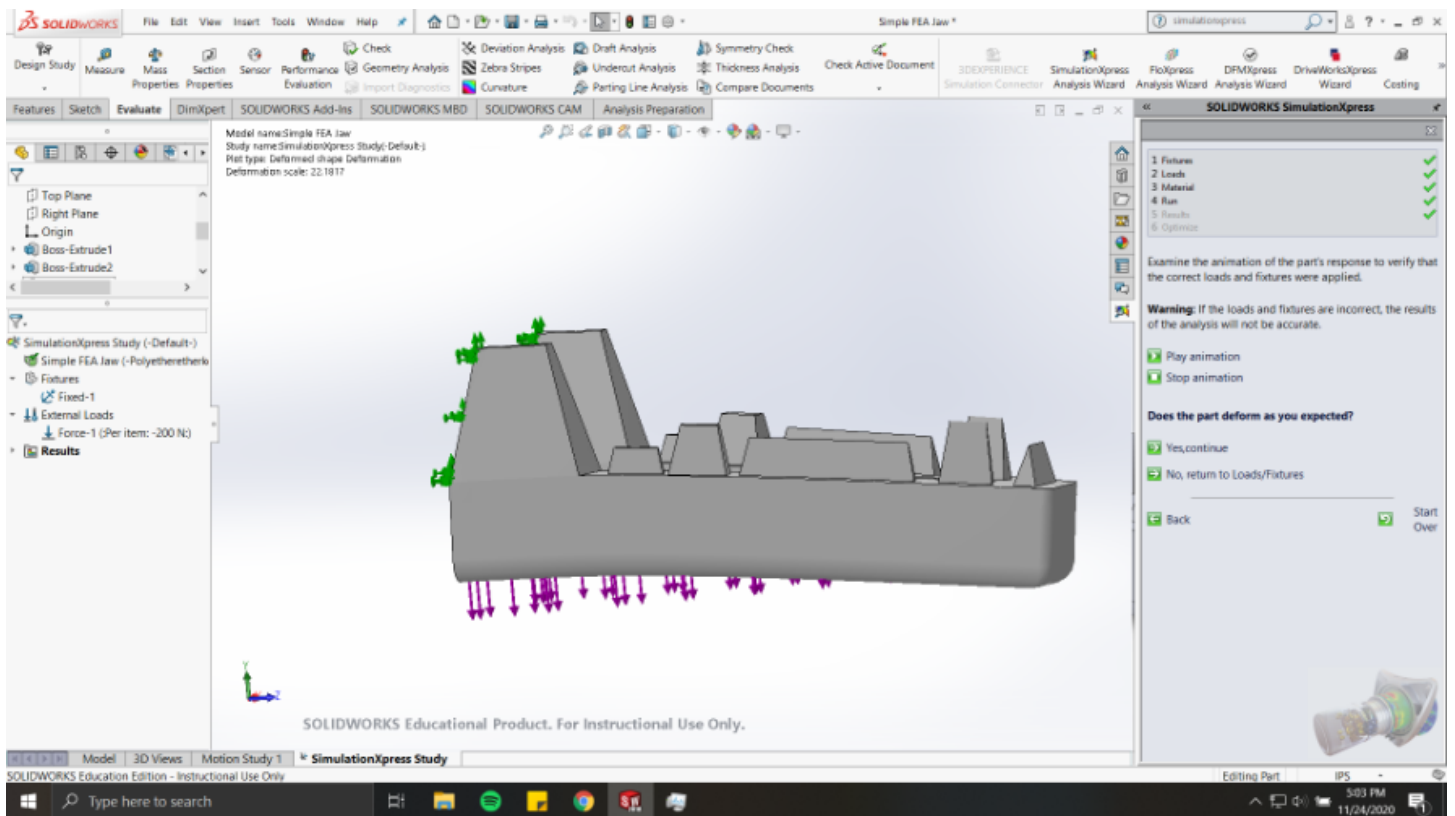 SOLIDWORKS File Edit View Insert Tools Window Help Simple FEA Jaw * simulationxpress
Design Study Measure Mass Properties Section Properties Sensor Performance Evaluation
Check
Geometry Analysis
Import Diagnostics
Deviation Analysis
Zebra Stripes
Curvature
Draft Analysis
Undercut Analysis
Parting Line Analysis
Symmetry Check
Thickness Analysis
Compare Documents
Check Active Document
3DEXPERIENCE Simulation Connector
SimulationXpress Analysis Wizard
FloXpress Analysis Wizard
DFMXpress Analysis Wizard
DriveWorksXpress Wizard
Costing
Features Sketch Evaluate DimXpert SOLIDWORKS Add-Ins SOLIDWORKS MBD SOLIDWORKS CAM Analysis Preparation
Top Plane
Right Plane
Origin
Boss-Extrude1
Boss-Extrude2
SimulationXpress Study (-Default-)
Simple FEA Jaw (-Polyetheretherk
Fixtures
Fixed-1
External Loads
Force-1 (:Per item: -200 N:)
Results
Model name:Simple FEA Jaw
Study name:SimulationXpress Study(-Default-)
Plot type: Deformed shape Deformation
Deformation scale: 22.1817
Y
Z
SOLIDWORKS Educational Product. For Instructional Use Only.
SOLIDWORKS SimulationXpress
1 Fixtures
2 Loads
3 Material
4 Run
5 Results
6 Optimize
Examine the animation of the part's response to verify that
the correct loads and fixtures were applied.
Warning: If the loads and fixtures are incorrect, the results
of the analysis will not be accurate.
Play animation
Stop animation
Does the part deform as you expected?
Yes,continue
No, return to Loads/Fixtures
Back
Start
Over
Model 3D Views Motion Study 1 SimulationXpress Study
SOLIDWORKS Education Edition - Instructional Use Only Editing Part IPS
Type here to search
5:03 PM
11/24/2020